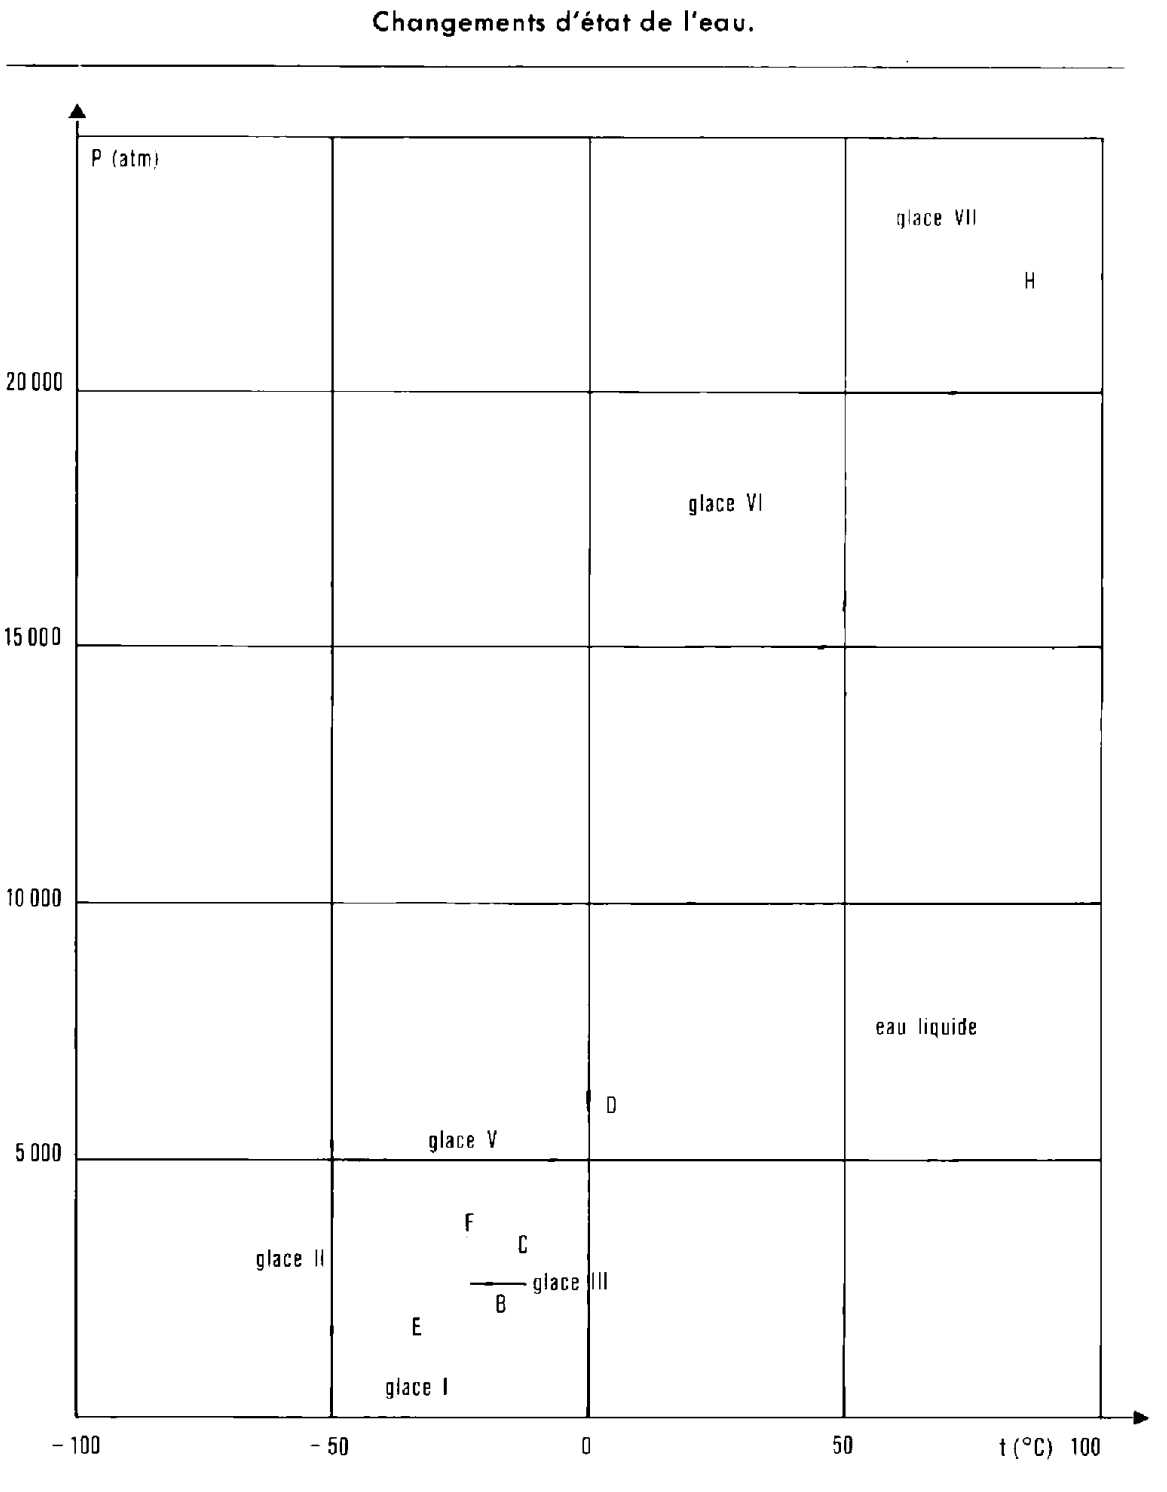 Changements d'état de l'eau.
P (atm)
glace VII
H
20 000
glace VI
15 000
10 000
eau liquide
D
glace V
5 000
F
C
glace II
glace III
B
E
glace I
– 100
– 50
0
50
t (°C)
100